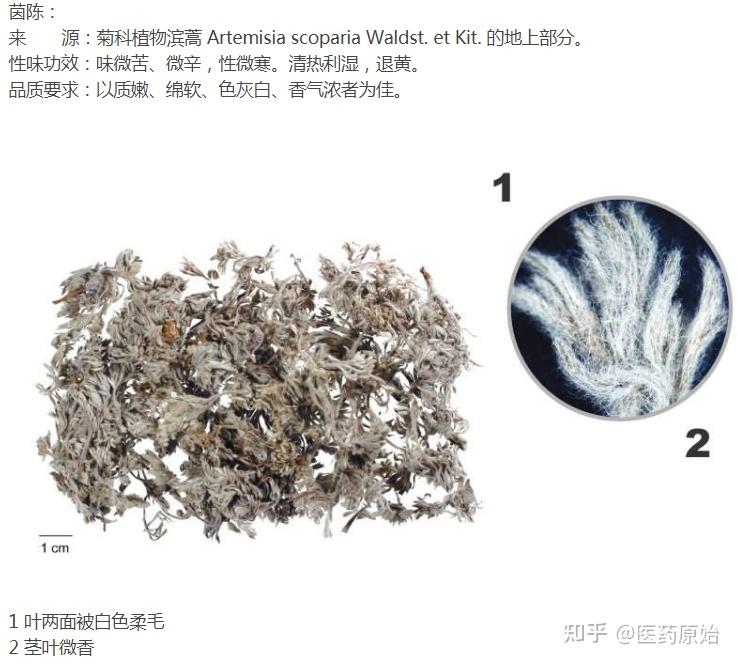 茵陈：
来　　源：菊科植物滨蒿 Artemisia scoparia Waldst. et Kit. 的地上部分。
性味功效：味微苦、微辛，性微寒。清热利湿，退黄。
品质要求：以质嫩、绵软、色灰白、香气浓者为佳。
1
2
1 cm
1 叶两面被白色柔毛
2 茎叶微香
知乎 @医药原始